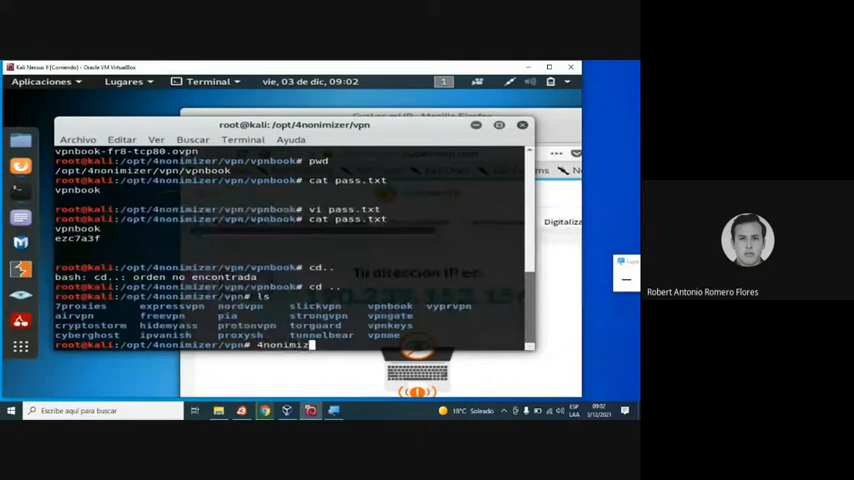 Kali Nessus II [Corriendo] - Oracle VM VirtualBox
Aplicaciones
Lugares
Terminal
vie, 03 de dic, 09:02
1
root@kali: /opt/4nonimizer/vpn
Archivo Editar Ver Buscar Terminal Ayuda
vpnbook-fr8-tcp80.ovpn
root@kali:/opt/4nonimizer/vpn/vpnbook# pwd
/opt/4nonimizer/vpn/vpnbook
root@kali:/opt/4nonimizer/vpn/vpnbook# cat pass.txt
vpnbook
root@kali:/opt/4nonimizer/vpn/vpnbook# vi pass.txt
root@kali:/opt/4nonimizer/vpn/vpnbook# cat pass.txt
vpnbook
ezc7a3f
root@kali:/opt/4nonimizer/vpn/vpnbook# cd..
bash: cd..: orden no encontrada
root@kali:/opt/4nonimizer/vpn/vpnbook# cd ..
root@kali:/opt/4nonimizer/vpn# ls
7proxies expressvpn nordvpn slickvpn vpnbook vyprvpn
airvpn freevpn pia strongvpn vpngate
cryptostorm hidemyass protonvpn torguard vpnkeys
cyberghost ipvanish proxysh tunnelbear vpnme
root@kali:/opt/4nonimizer/vpn# 4nonimiz
Digitaliza
Tu dirección IP es:
Robert Antonio Romero Flores
Escribe aquí para buscar
18°C Soleado
ESP
LAA
09:02
3/12/2021